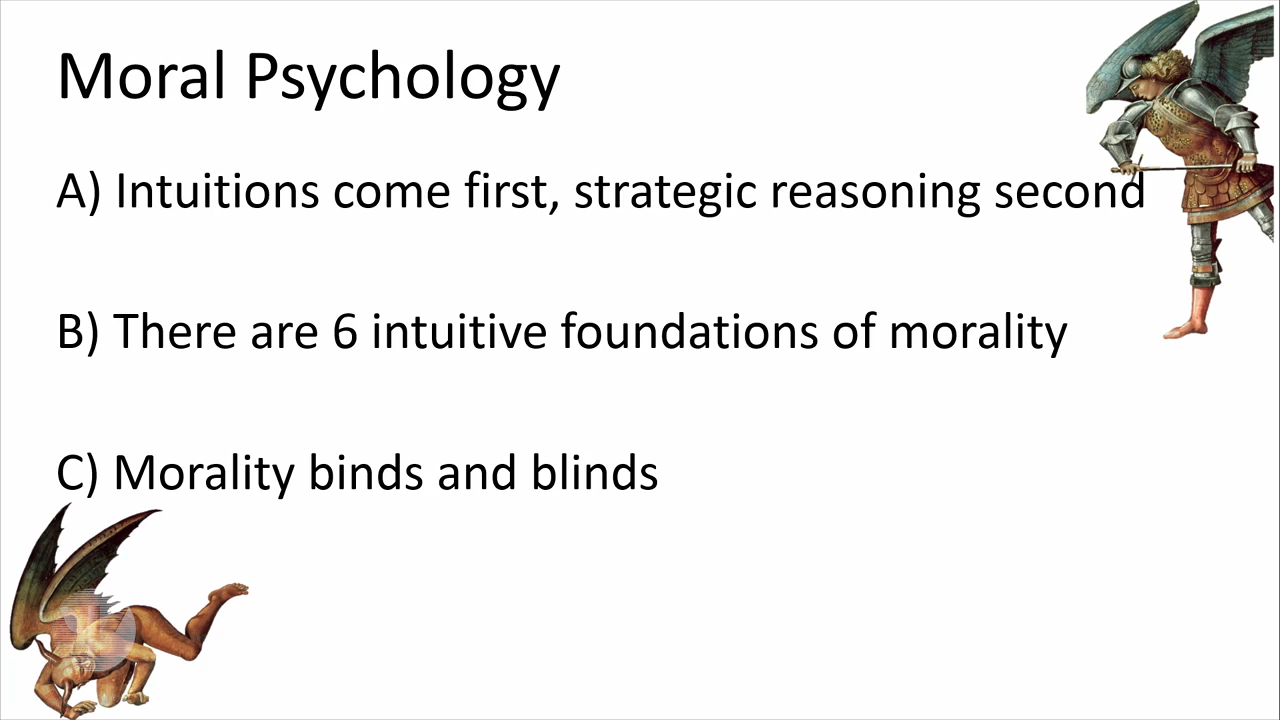 Moral Psychology
A) Intuitions come first, strategic reasoning second
B) There are 6 intuitive foundations of morality
C) Morality binds and blinds